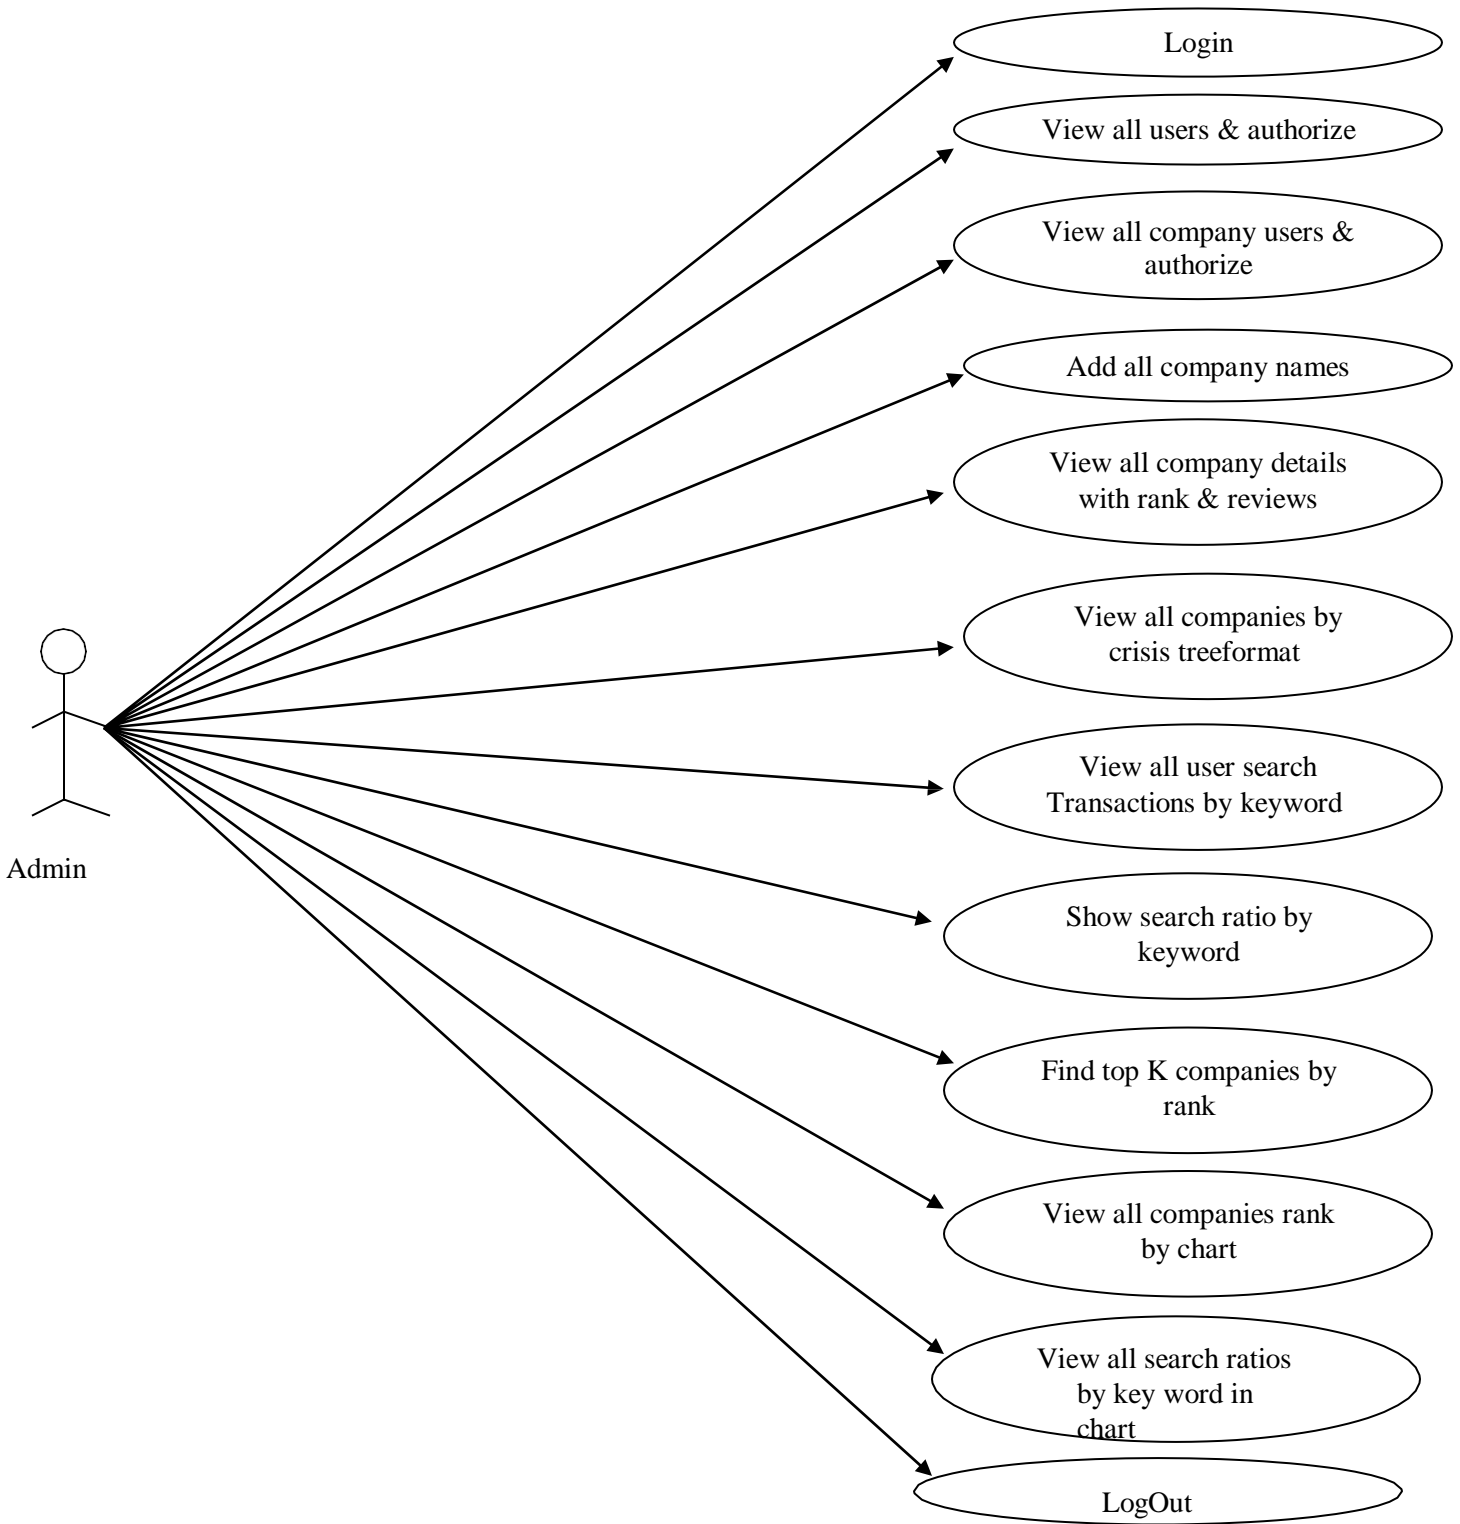 Login
View all users & authorize
View all company users &
authorize
Add all company names
View all company details
with rank & reviews
View all companies by
crisis treeformat
View all user search
Transactions by keyword
Admin
Show search ratio by
keyword
Find top K companies by
rank
View all companies rank
by chart
View all search ratios
by key word in
chart
LogOut